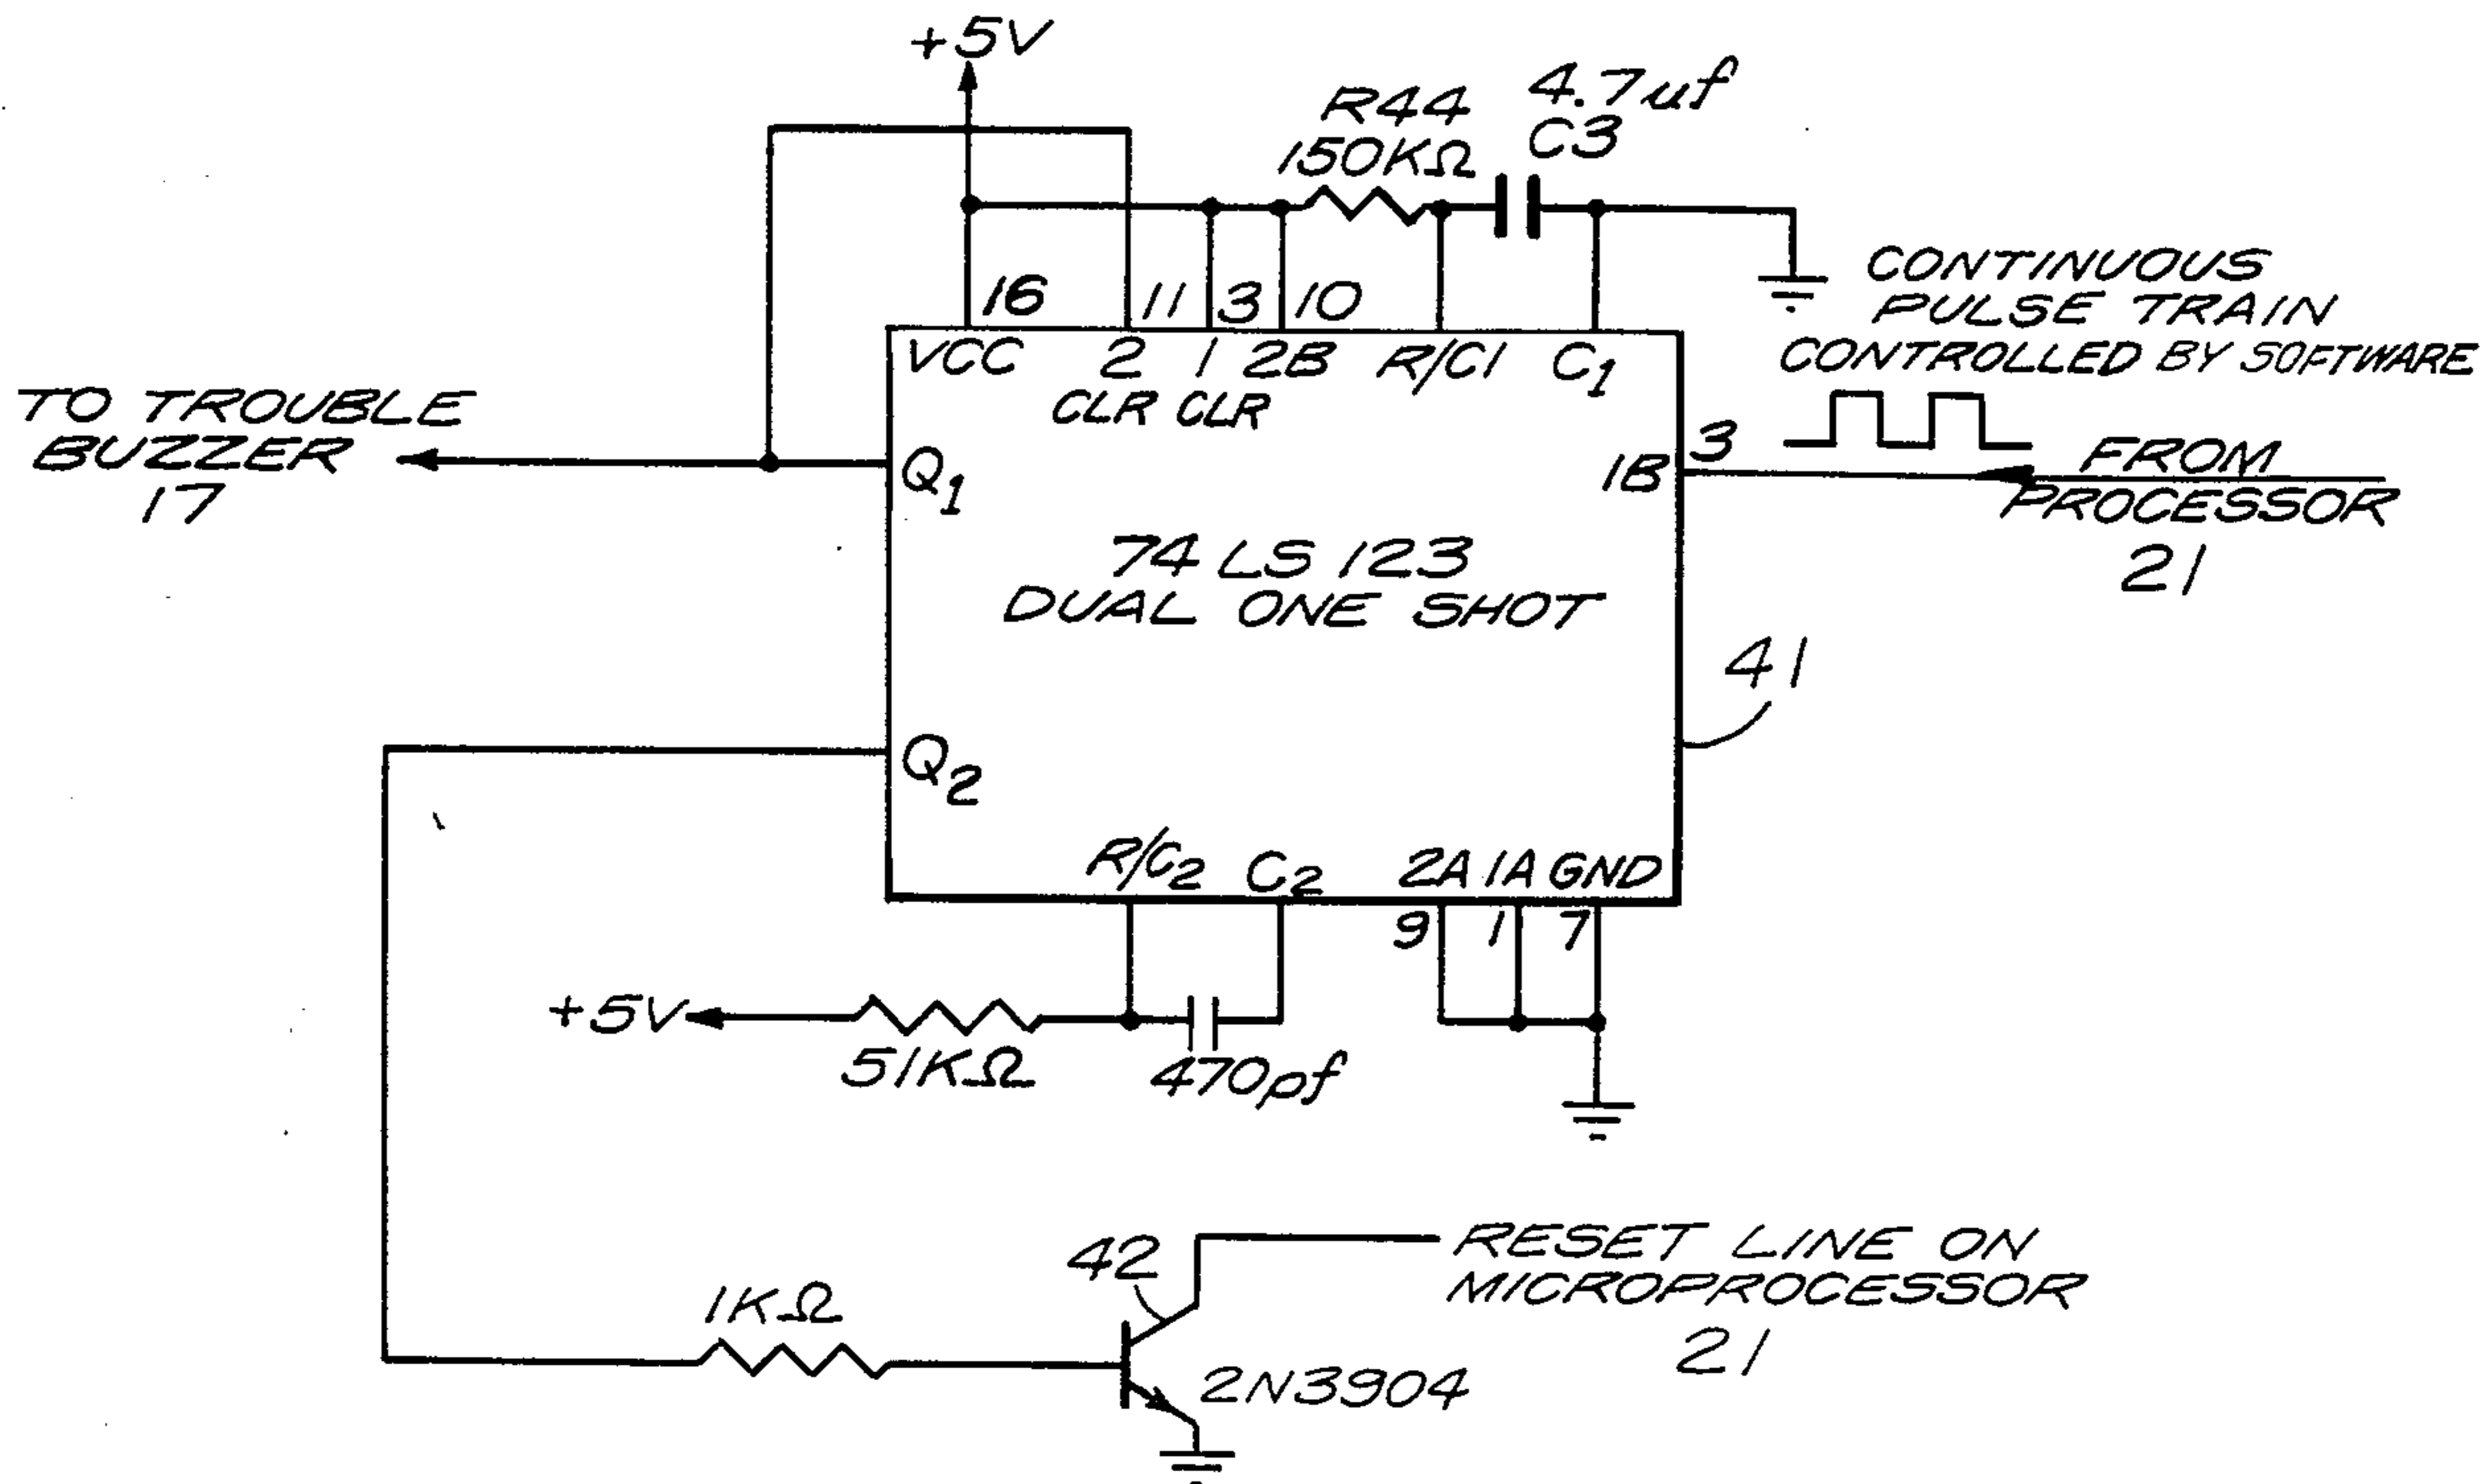 +5V
R44
150KΩ
4.7uf
C3
16
11
3
10
VCC
2
1
2B
R/C1
C1
CLR
CLR
CONTINUOUS
PULSE TRAIN
CONTROLLED BY SOFTWARE
TO TROUBLE
BUZZER
17
Q1
1B
3
FROM
PROCESSOR
21
74 LS 123
DUAL ONE SHOT
41
Q2
R/C2
C2
2A
1A
GND
9
1
7
+5V
51KΩ
470pf
42
RESET LINE ON
MICROPROCESSOR
21
1KΩ
2N3904